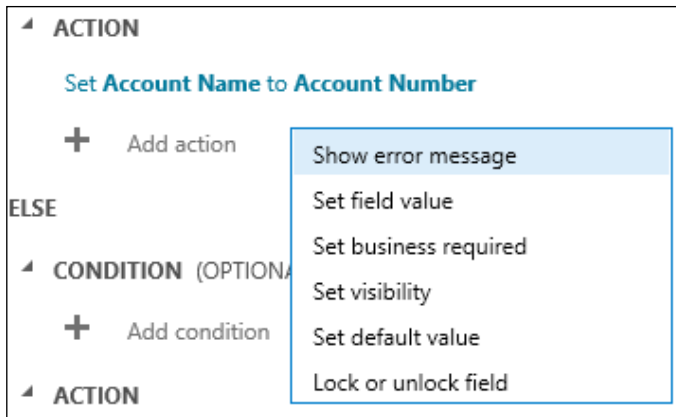 ACTION
Set Account Name to Account Number
Add action
Show error message
Set field value
Set business required
Set visibility
Set default value
Lock or unlock field
ELSE
CONDITION (OPTIONA
Add condition
ACTION